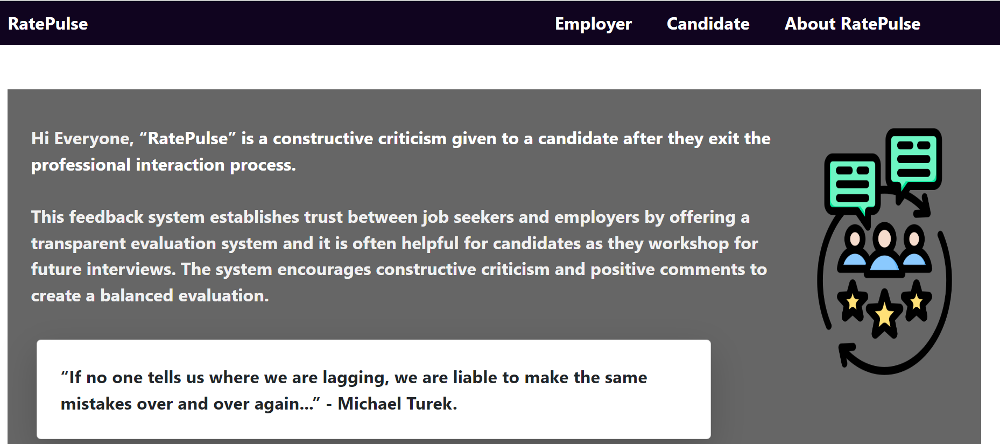 RatePulse
Employer Candidate About RatePulse
Hi Everyone, “RatePulse” is a constructive criticism given to a candidate after they exit the
professional interaction process.
This feedback system establishes trust between job seekers and employers by offering a
transparent evaluation system and it is often helpful for candidates as they workshop for
future interviews. The system encourages constructive criticism and positive comments to
create a balanced evaluation.
“If no one tells us where we are lagging, we are liable to make the same
mistakes over and over again...” - Michael Turek.